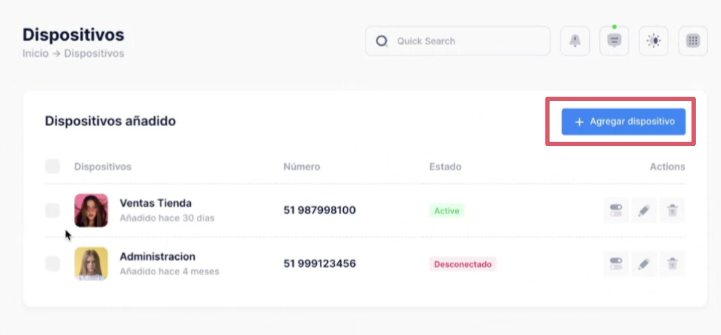 Dispositivos
Inicio → Dispositivos
Quick Search
Dispositivos añadido
+ Agregar dispositivo
Dispositivos Número Estado Actions
Ventas Tienda
Añadido hace 30 dias
51 987998100 Active
Administracion
Añadido hace 4 meses
51 999123456 Desconectado